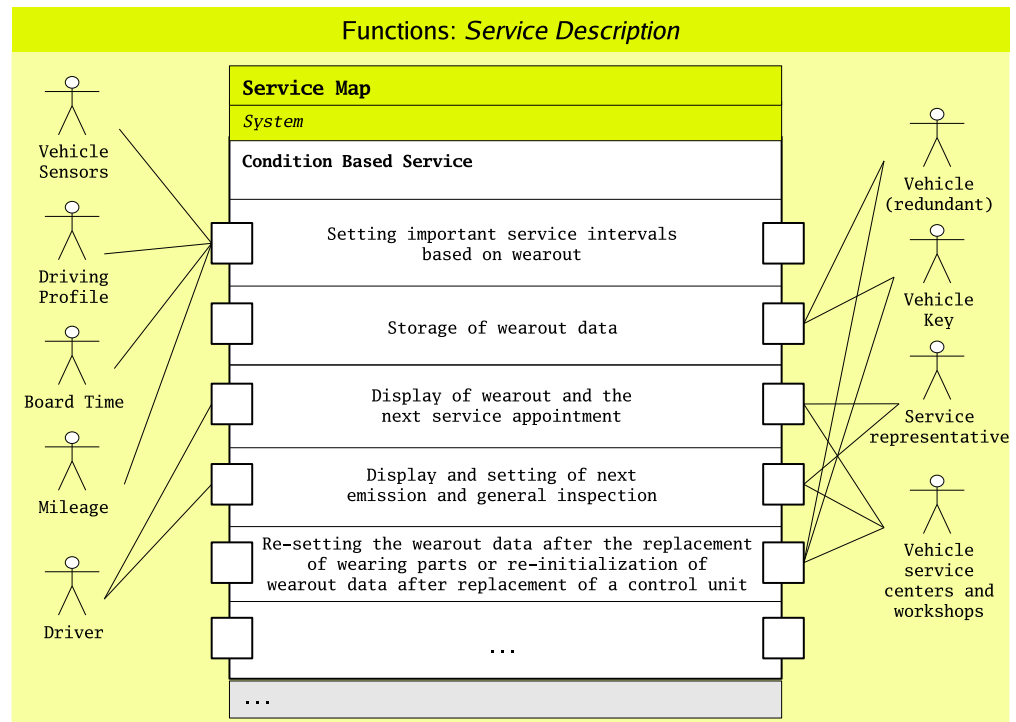 Functions: Service Description
Service Map
System
Condition Based Service
Setting important service intervals
based on wearout
Storage of wearout data
Display of wearout and the
next service appointment
Display and setting of next
emission and general inspection
Re-setting the wearout data after the replacement
of wearing parts or re-initialization of
wearout data after replacement of a control unit
...
...
Vehicle
Sensors
Driving
Profile
Board Time
Mileage
Driver
Vehicle
(redundant)
Vehicle
Key
Service
representative
Vehicle
service
centers and
workshops